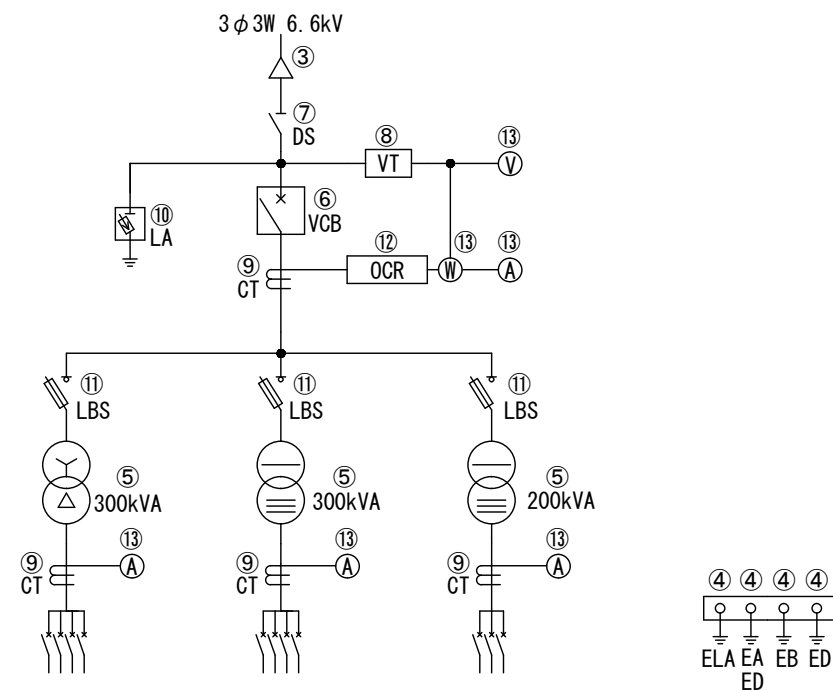 3φ3W 6.6kV
③
⑦
DS
⑧
VT
⑬
V
⑩
LA
⑥
VCB
⑨
CT
⑫
OCR
⑬
W
⑬
A
⑪
LBS
⑪
LBS
⑪
LBS
⑤
300kVA
⑤
300kVA
⑤
200kVA
⑨
CT
⑬
A
⑨
CT
⑬
A
⑨
CT
⑬
A
④ ④ ④ ④
ELA EA EB ED
ED